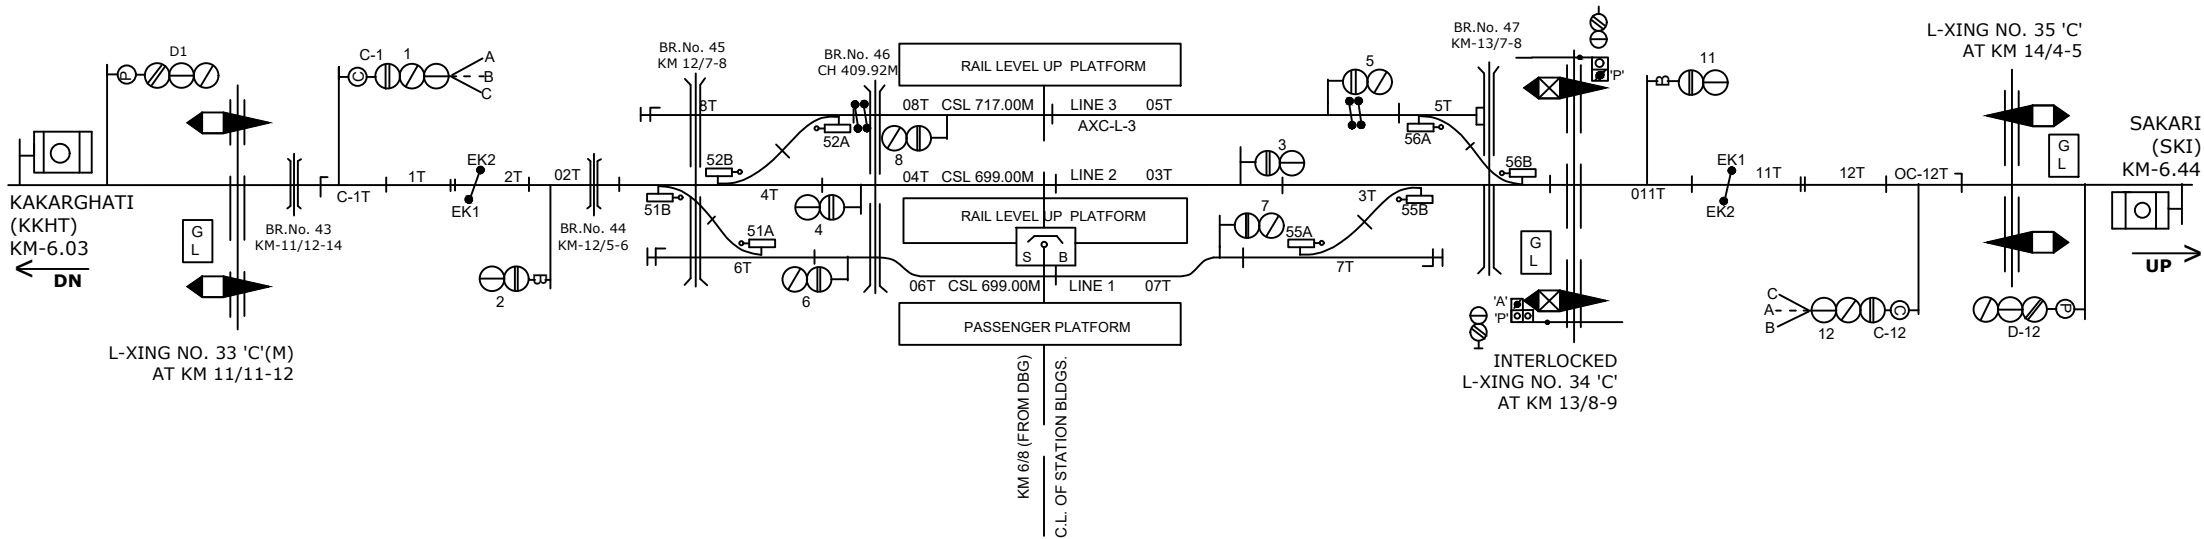 D1
P
C-1
1
C
A
B
C
BR.No. 45
KM 12/7-8
BR.No. 46
CH 409.92M
RAIL LEVEL UP PLATFORM
5
BR.No. 47
KM-13/7-8
'P'
11
B
L-XING NO. 35 'C'
AT KM 14/4-5
8T
52A
08T
CSL 717.00M
LINE 3
05T
AXC-L-3
5T
56A
8
3
SAKARI
(SKI)
KM-6.44
UP
G
L
KAKARGHATI
(KKHT)
KM-6.03
DN
C-1T
1T
EK2
EK1
2T
02T
51B
52B
4T
04T
CSL 699.00M
LINE 2
03T
3T
55B
56B
011T
EK1
EK2
11T
12T
OC-12T
G
L
BR.No. 43
KM-11/12-14
BR.No. 44
KM-12/5-6
51A
4
RAIL LEVEL UP PLATFORM
S
B
7
55A
G
L
2
B
6T
6
06T
CSL 699.00M
LINE 1
07T
7T
'A'
'P'
C
A
B
12
C-12
C
D-12
P
PASSENGER PLATFORM
L-XING NO. 33 'C'(M)
AT KM 11/11-12
INTERLOCKED
L-XING NO. 34 'C'
AT KM 13/8-9
KM 6/8 (FROM DBG)
C.L. OF STATION BLDGS.